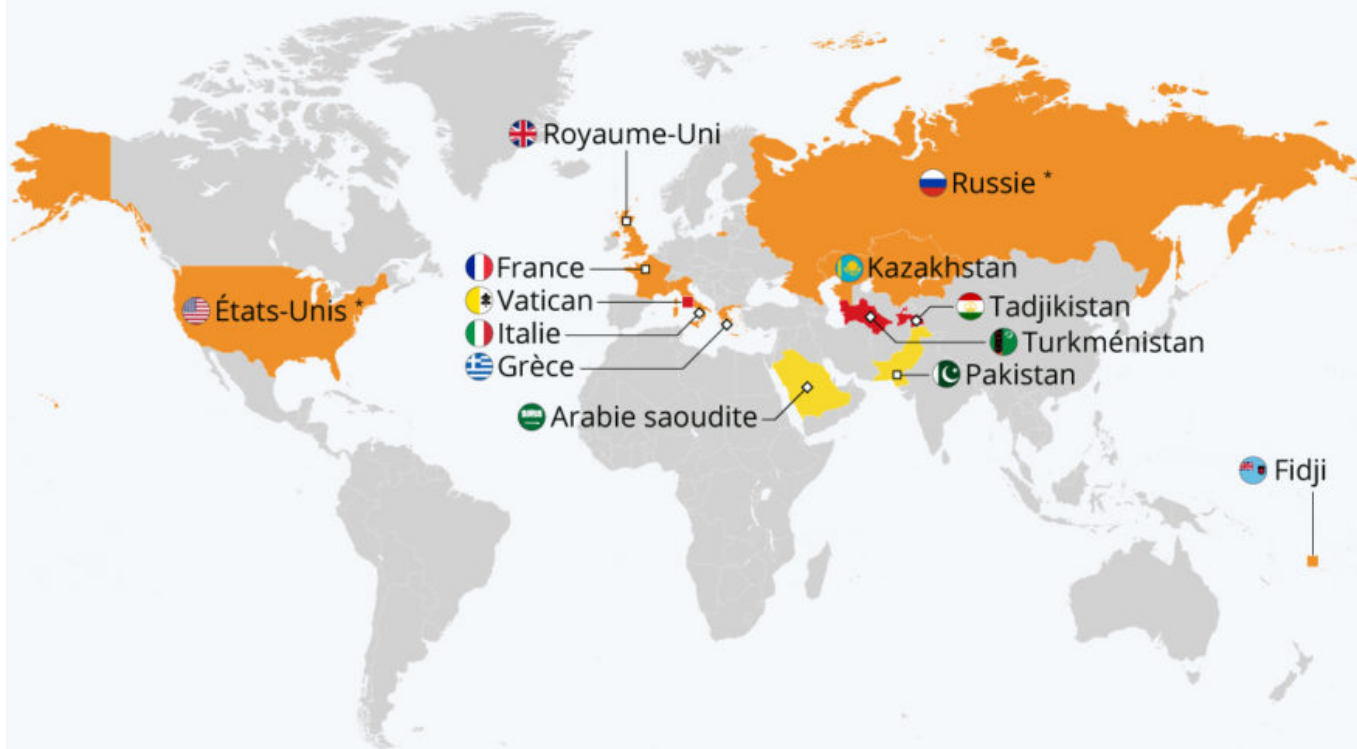 Royaume-Uni
Russie *
France
Kazakhstan
Vatican
États-Unis *
Tadjikistan
Italie
Turkménistan
Grèce
Pakistan
Arabie saoudite
Fidji